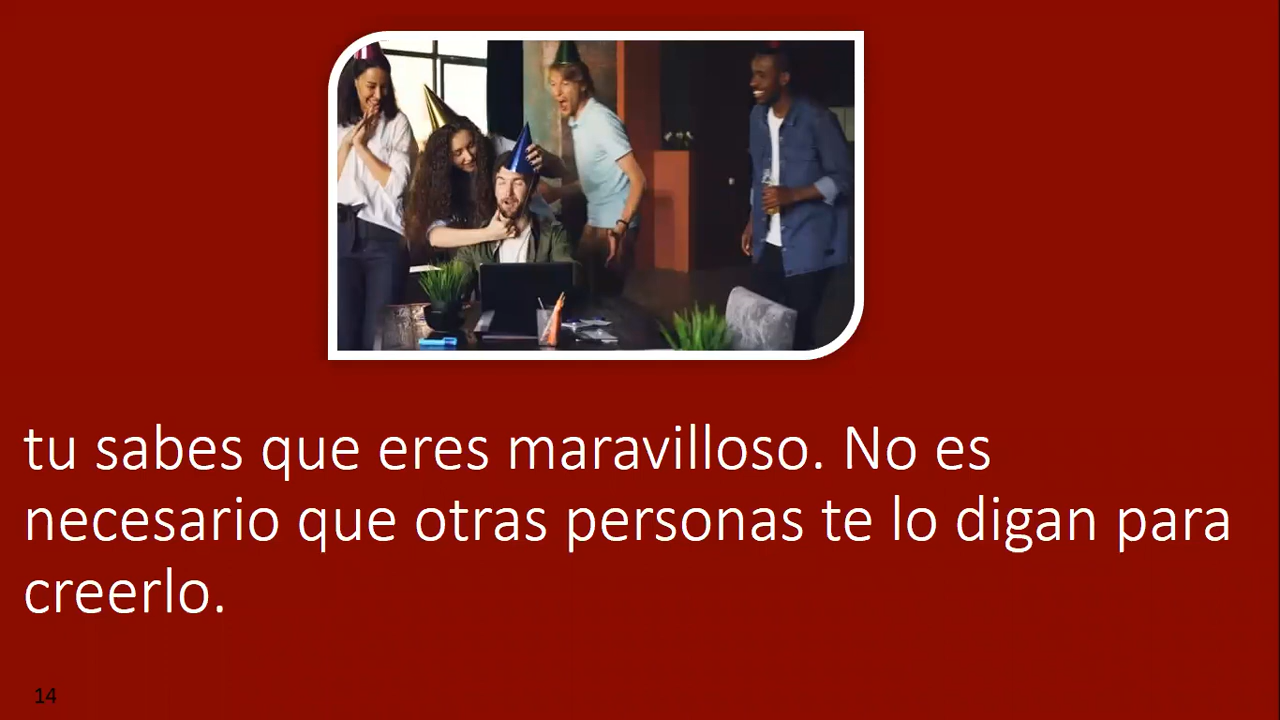 tu sabes que eres maravilloso. No es
necesario que otras personas te lo digan para
creerlo.
14